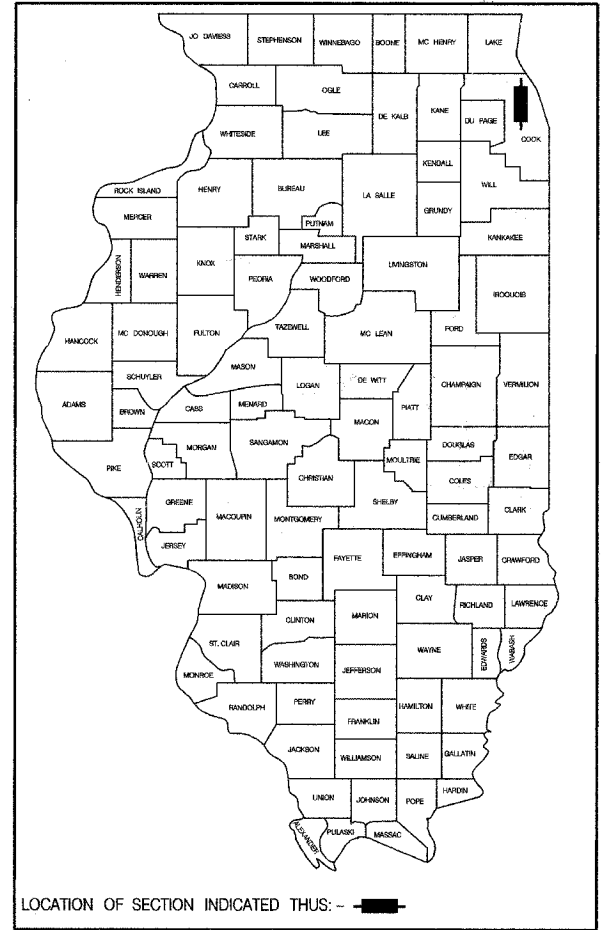 JO DAVIESS
STEPHENSON
WINNEBAGO
BOONE
MC HENRY
LAKE
CARROLL
OGLE
DE KALB
KANE
DU PAGE
COOK
WHITESIDE
LEE
KENDALL
WILL
ROCK ISLAND
HENRY
BUREAU
LA SALLE
GRUNDY
MERCER
PUTNAM
STARK
MARSHALL
KANKAKEE
HENDERSON
WARREN
KNOX
PEORIA
WOODFORD
LIVINGSTON
IROQUOIS
HANCOCK
MC DONOUGH
FULTON
TAZEWELL
MC LEAN
FORD
MASON
SCHUYLER
LOGAN
DE WITT
CHAMPAIGN
VERMILION
ADAMS
BROWN
CASS
MENARD
MACON
PIATT
PIKE
SCOTT
MORGAN
SANGAMON
MOULTRIE
DOUGLAS
EDGAR
CHRISTIAN
COLES
GREENE
MACOUPIN
MONTGOMERY
SHELBY
CUMBERLAND
CLARK
CALHOUN
JERSEY
FAYETTE
EFFINGHAM
JASPER
CRAWFORD
MADISON
BOND
CLAY
RICHLAND
LAWRENCE
CLINTON
MARION
ST. CLAIR
WAYNE
EDWARDS
WABASH
WASHINGTON
JEFFERSON
MONROE
RANDOLPH
PERRY
HAMILTON
WHITE
FRANKLIN
JACKSON
WILLIAMSON
SALINE
GALLATIN
UNION
JOHNSON
POPE
HARDIN
ALEXANDER
PULASKI
MASSAC
LOCATION OF SECTION INDICATED THUS: -